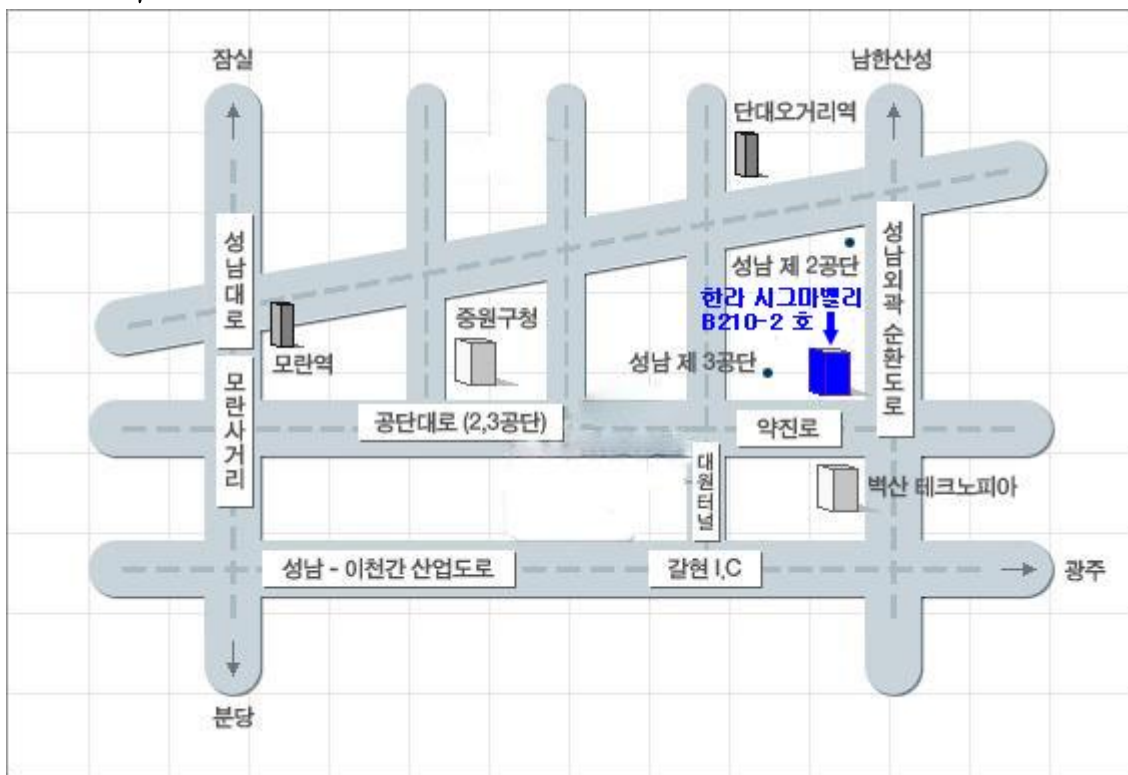 잠실
남한산성
단대오거리역
성남대로
성남외곽 순환도로
성남 제 2공단
한라 시그마밸리
B210-2 호
중원구청
모란역
성남 제 3공단
모란사거리
공단대로 (2,3공단)
약진로
대원터널
벽산 테크노피아
성남 - 이천간 산업도로
갈현 I,C
광주
분당